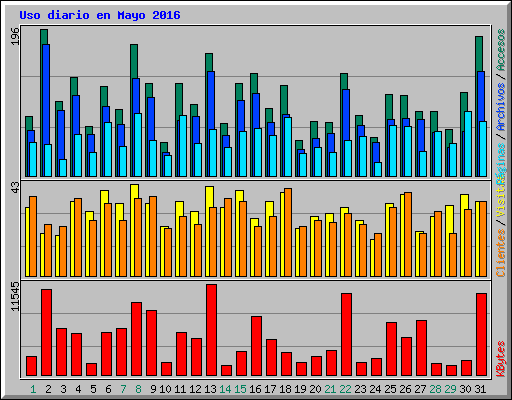 Uso diario en Mayo 2016
196
43
11545
Accesos / Archivos / Páginas
Clientes / Visitas
KBytes
1 2 3 4 5 6 7 8 9 10 11 12 13 14 15 16 17 18 19 20 21 22 23 24 25 26 27 28 29 30 31